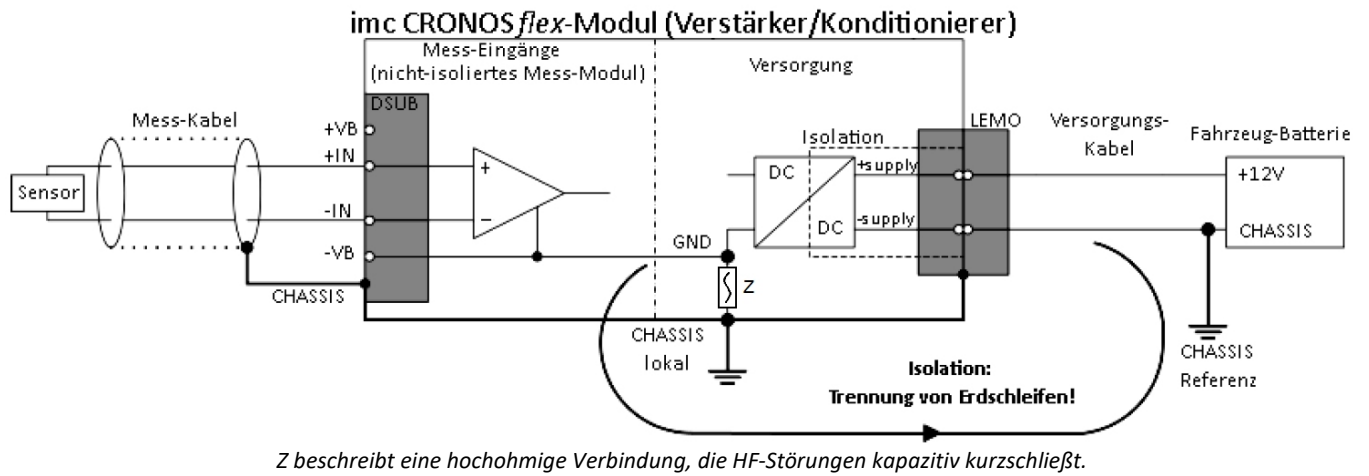 imc CRONOSflex-Modul (Verstärker/Konditionierer)
Mess-Eingänge
(nicht-isoliertes Mess-Modul)
Versorgung
DSUB
LEMO
Mess-Kabel
Versorgungs-
Kabel
Fahrzeug-Batterie
+VB
+IN
-IN
-VB
Sensor
+
−
Isolation
DC
DC
+supply
-supply
+12V
CHASSIS
GND
Z
CHASSIS
CHASSIS
lokal
CHASSIS
Referenz
Isolation:
Trennung von Erdschleifen!
Z beschreibt eine hochohmige Verbindung, die HF-Störungen kapazitiv kurzschließt.